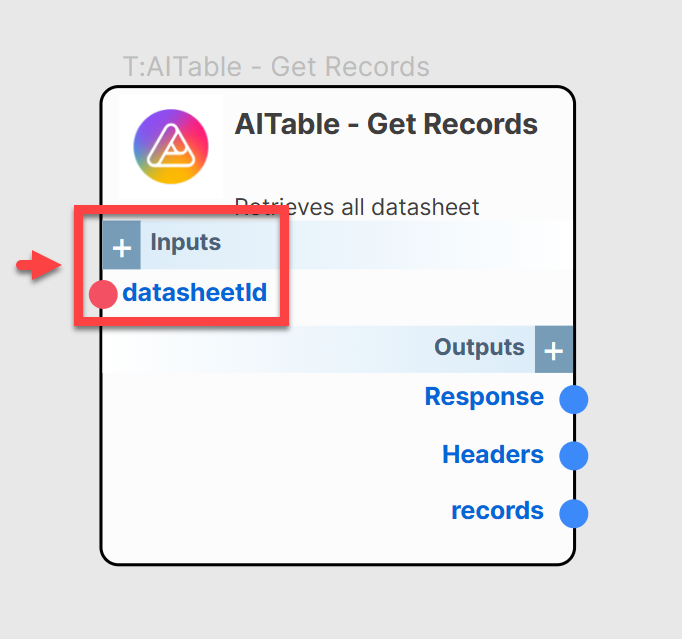 T:AITable - Get Records
AITable - Get Records
Retrieves all datasheet
+ Inputs
datasheetId
Outputs +
Response
Headers
records